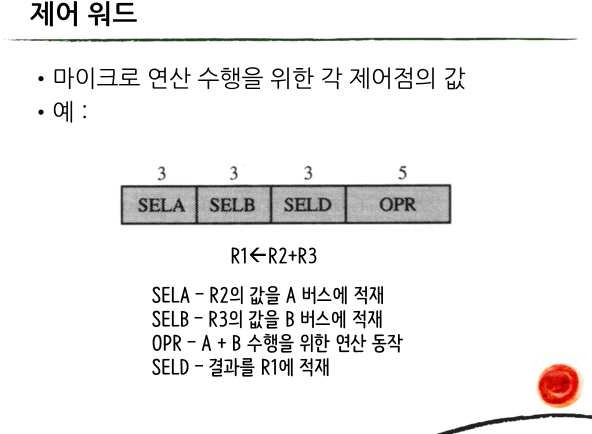 제어 워드
• 마이크로 연산 수행을 위한 각 제어점의 값
• 예 :
3 3 3 5
SELA SELB SELD OPR
R1←R2+R3
SELA – R2의 값을 A 버스에 적재
SELB – R3의 값을 B 버스에 적재
OPR – A + B 수행을 위한 연산 동작
SELD – 결과를 R1에 적재